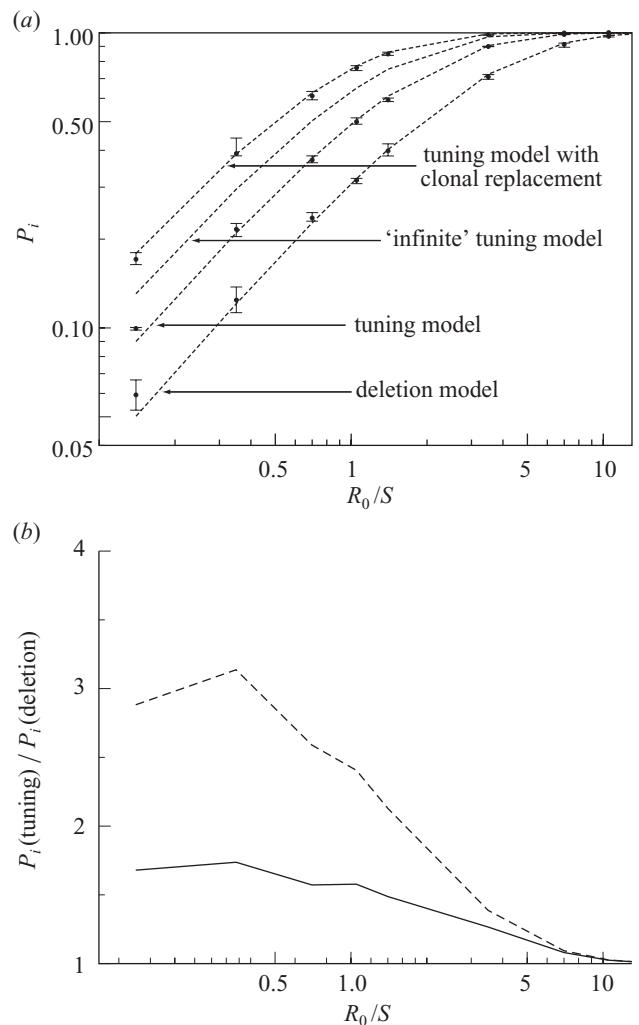 (a)
1.00
0.50
0.10
0.05
P_i
tuning model with
clonal replacement
‘infinite’ tuning model
tuning model
deletion model
0.5
1
5
10
R_0/S
(b)
4
3
2
1
P_i(tuning) / P_i(deletion)
0.5
1.0
5
10
R_0/S